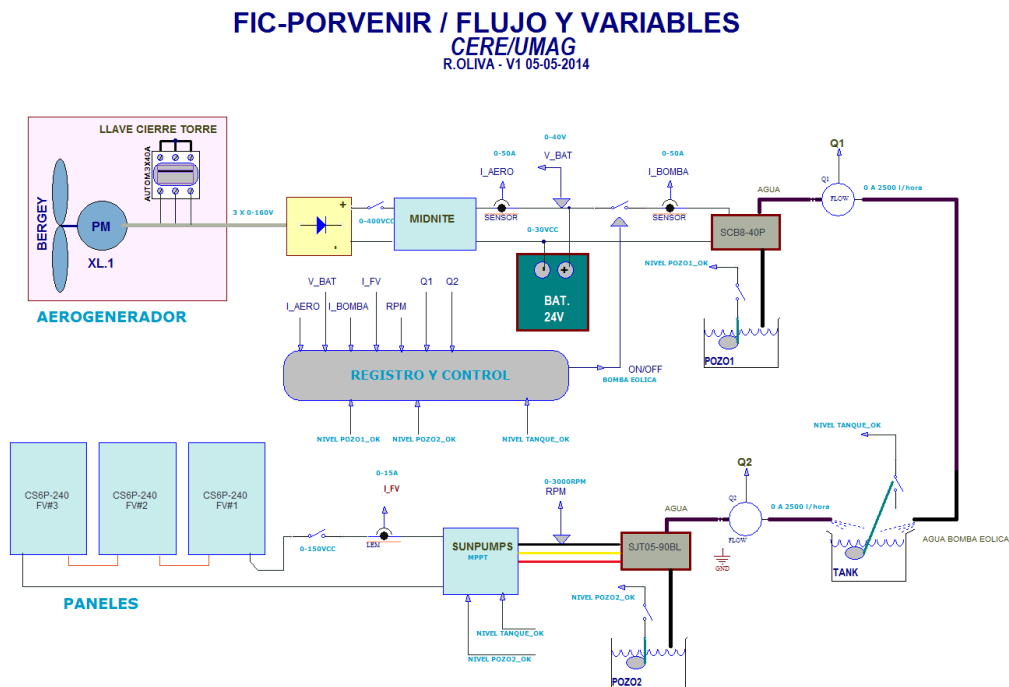 FIC-PORVENIR / FLUJO Y VARIABLES
CERE/UMAG
R.OLIVA - V1 05-05-2014
LLAVE CIERRE TORRE
AUTOM.3X40A
BERGEY
PM
XL.1
AEROGENERADOR
3 X 0-160V
+
-
0-400VCC
MIDNITE
0-50A
I_AERO
SENSOR
0-40V
V_BAT
0-30VCC
0-50A
I_BOMBA
SENSOR
+
BAT.
24V
SCB8-40P
AGUA
Q1
Q1
FLOW
0 A 2500 l/hora
NIVEL POZO1_OK
POZO1
V_BAT
I_FV
Q1
Q2
I_AERO
I_BOMBA
RPM
REGISTRO Y CONTROL
ON/OFF
BOMBA EOLICA
NIVEL POZO1_OK
NIVEL POZO2_OK
NIVEL TANQUE_OK
CS6P-240
FV#3
CS6P-240
FV#2
CS6P-240
FV#1
PANELES
0-150VCC
0-15A
I_FV
LEM
SUNPUMPS
MPPT
0-3000RPM
RPM
SJT05-90BL
AGUA
Q2
Q2
FLOW
0 A 2500 l/hora
GND
NIVEL TANQUE_OK
AGUA BOMBA EOLICA
TANK
NIVEL POZO2_OK
POZO2
NIVEL TANQUE_OK
NIVEL POZO2_OK